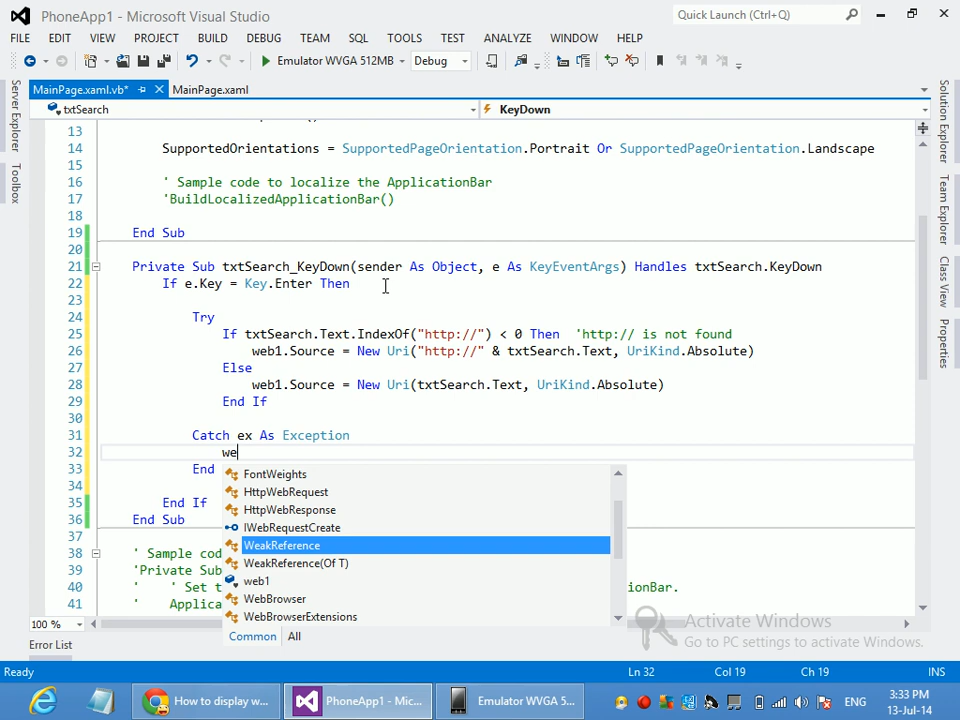 PhoneApp1 - Microsoft Visual Studio
Quick Launch (Ctrl+Q)
FILE EDIT VIEW PROJECT BUILD DEBUG TEAM SQL TOOLS TEST ANALYZE WINDOW HELP
Emulator WVGA 512MB Debug
MainPage.xaml.vb* MainPage.xaml
txtSearch KeyDown
Server Explorer
Toolbox
Solution Explorer
Team Explorer
Class View
Properties
13
14 SupportedOrientations = SupportedPageOrientation.Portrait Or SupportedPageOrientation.Landscape
15
16 ' Sample code to localize the ApplicationBar
17 'BuildLocalizedApplicationBar()
18
19 End Sub
20
21 Private Sub txtSearch_KeyDown(sender As Object, e As KeyEventArgs) Handles txtSearch.KeyDown
22 If e.Key = Key.Enter Then
23
24 Try
25 If txtSearch.Text.IndexOf("http://") < 0 Then 'http:// is not found
26 web1.Source = New Uri("http://" & txtSearch.Text, UriKind.Absolute)
27 Else
28 web1.Source = New Uri(txtSearch.Text, UriKind.Absolute)
29 End If
30
31 Catch ex As Exception
32 we
33 End
34
35 End If
36 End Sub
37
38 ' Sample cod
39 'Private Sub
40 ' ' Set t ionBar.
41 ' Applica
FontWeights
HttpWebRequest
HttpWebResponse
IWebRequestCreate
WeakReference
WeakReference(Of T)
web1
WebBrowser
WebBrowserExtensions
Common All
Activate Windows
Go to PC settings to activate Windows.
100 %
Error List
Ready Ln 32 Col 19 Ch 19 INS
How to display w... PhoneApp1 - Mic... Emulator WVGA 512... ENG 3:33 PM
13-Jul-14